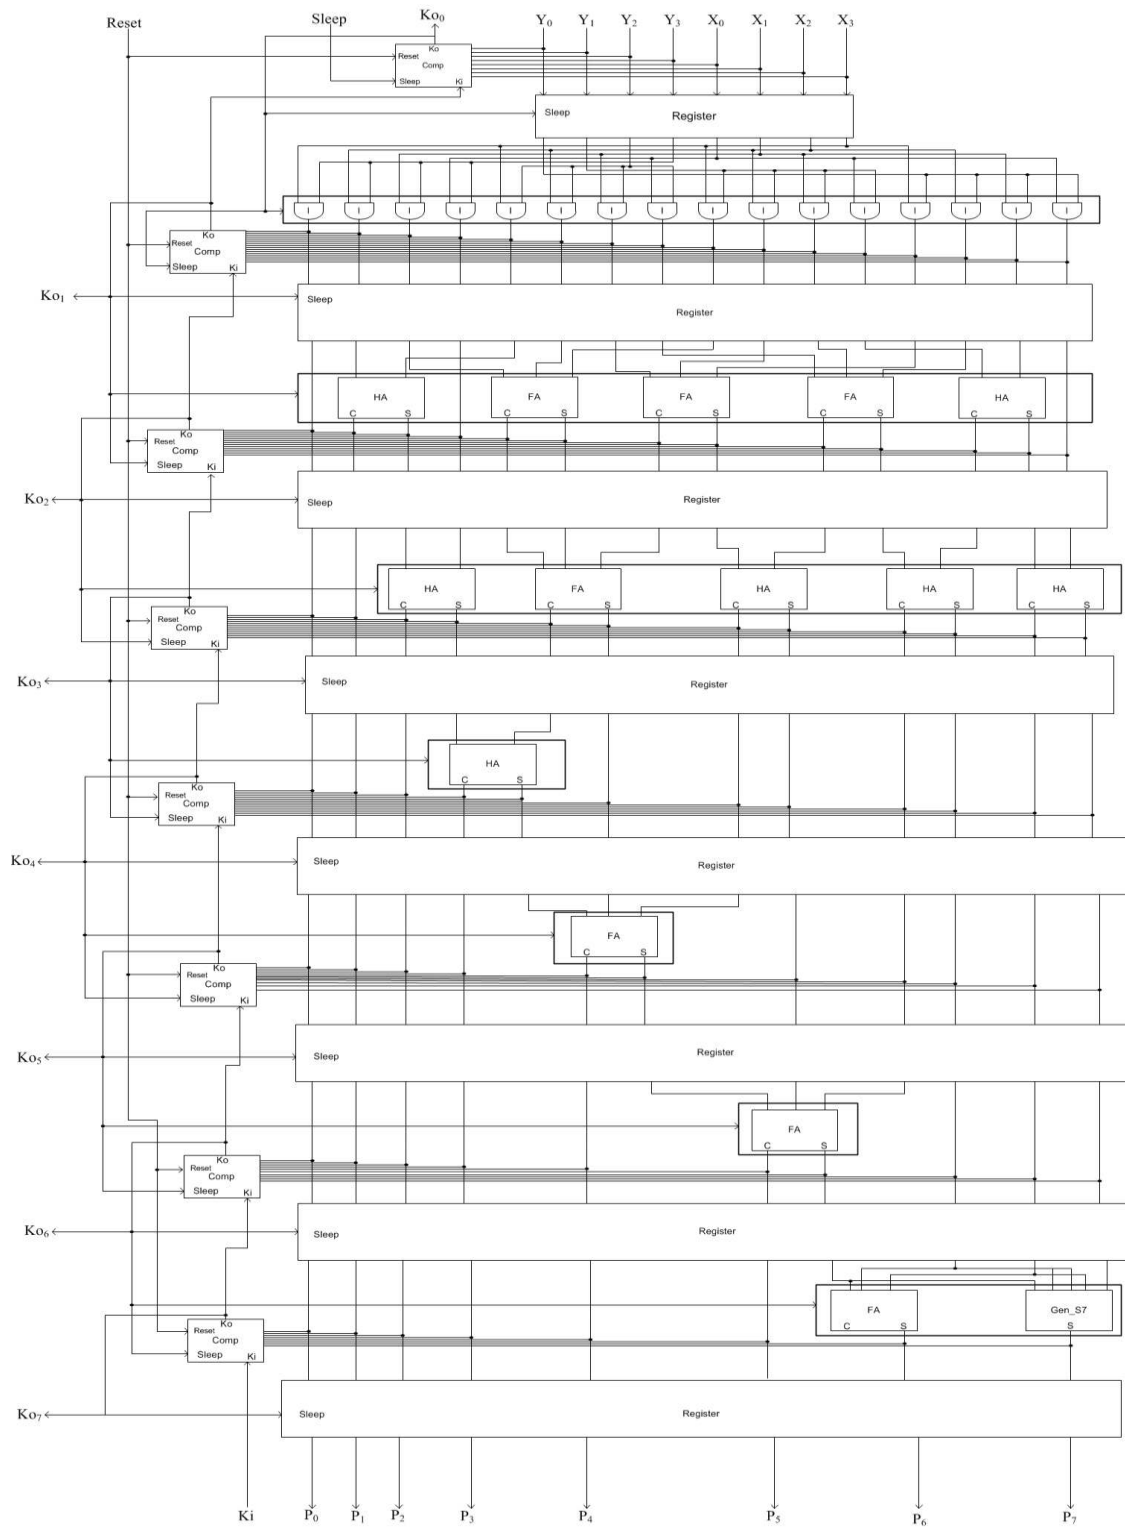 Reset Sleep Ko₀ Y₀ Y₁ Y₂ Y₃ X₀ X₁ X₂ X₃
Ko
Reset
Comp
Sleep Ki
Sleep Register
I I I I I I I I I I I I I I I I
Ko
Reset
Comp
Sleep Ki
Ko₁
Sleep
Register
HA FA FA FA HA
C S C S C S C S C S
Ko
Reset
Comp
Sleep Ki
Ko₂
Sleep Register
HA FA HA HA HA
C S C S C S C S C S
Ko
Reset
Comp
Sleep Ki
Ko₃
Sleep Register
HA
C S
Ko
Reset
Comp
Sleep Ki
Ko₄
Sleep Register
FA
C S
Ko
Reset
Comp
Sleep Ki
Ko₅
Sleep Register
FA
C S
Ko
Reset
Comp
Sleep Ki
Ko₆
Sleep Register
FA Gen_S7
C S S
Ko
Reset
Comp
Sleep Ki
Ko₇
Sleep Register
Ki P₀ P₁ P₂ P₃ P₄ P₅ P₆ P₇